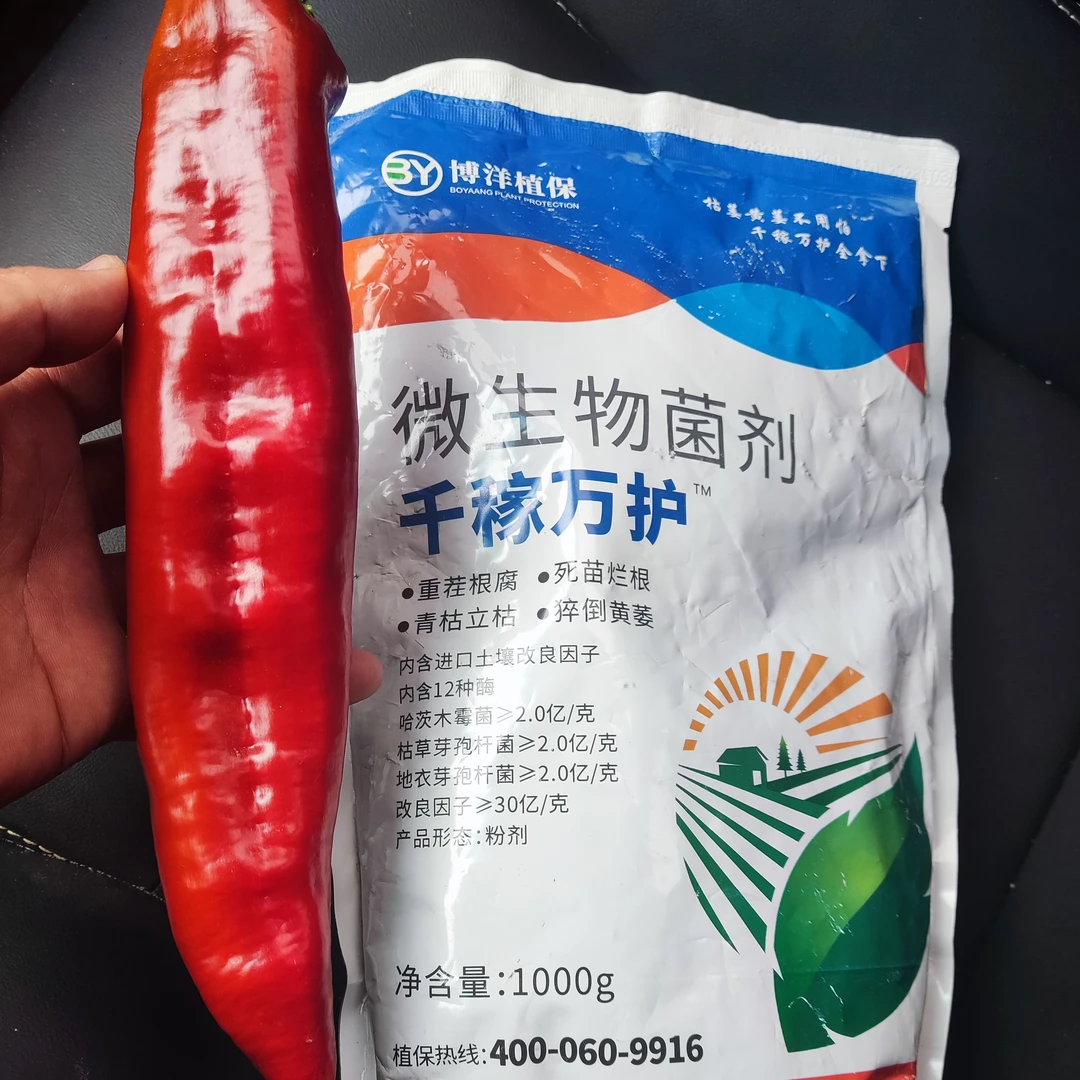 BY 博洋植保
BOYAANG PLANT PROTECTION
枯萎黄萎不用怕
千稼万护全拿下
微生物菌剂
千稼万护™
●重茬根腐 ●死苗烂根
●青枯立枯 ●猝倒黄萎
内含进口土壤改良因子
内含12种酶
哈茨木霉菌≥2.0亿/克
枯草芽孢杆菌≥2.0亿/克
地衣芽孢杆菌≥2.0亿/克
改良因子≥30亿/克
产品形态:粉剂
净含量:1000g
植保热线:400-060-9916